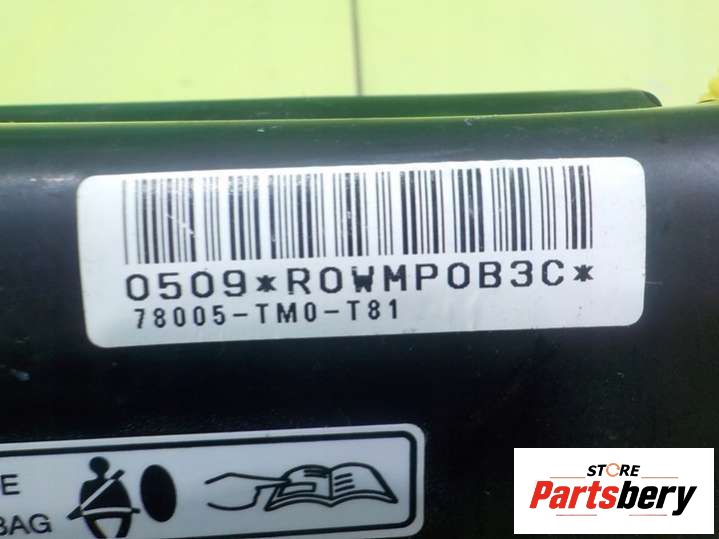 0509*R0WMP0B3C*
78005-TM0-T81
E
BAG
STORE
Partsbery